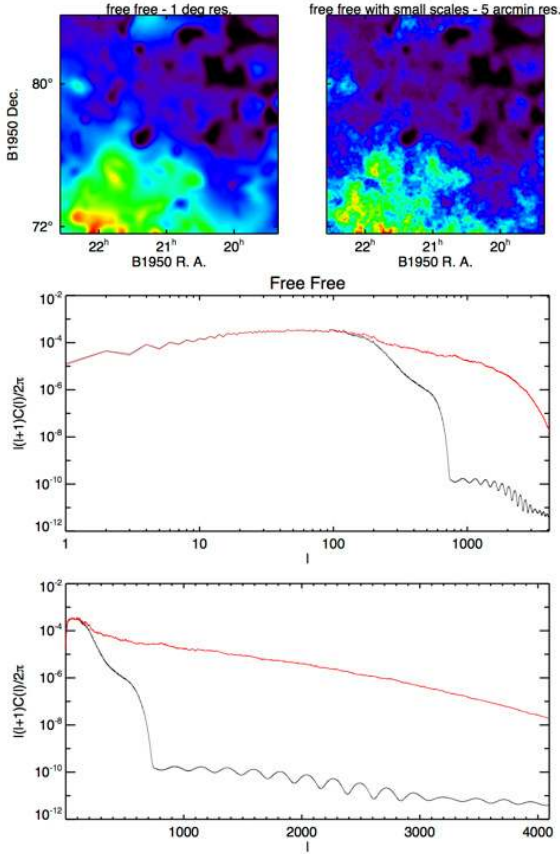 free free - 1 deg res.
free free with small scales - 5 arcmin res.
80°
72°
B1950 Dec.
22ʰ 21ʰ 20ʰ
22ʰ 21ʰ 20ʰ
B1950 R. A.
B1950 R. A.
Free Free
10⁻²
10⁻⁴
10⁻⁶
10⁻⁸
10⁻¹⁰
10⁻¹²
l(l+1)C(l)/2π
1 10 100 1000
l
10⁻²
10⁻⁴
10⁻⁶
10⁻⁸
10⁻¹⁰
10⁻¹²
l(l+1)C(l)/2π
1000 2000 3000 4000
l